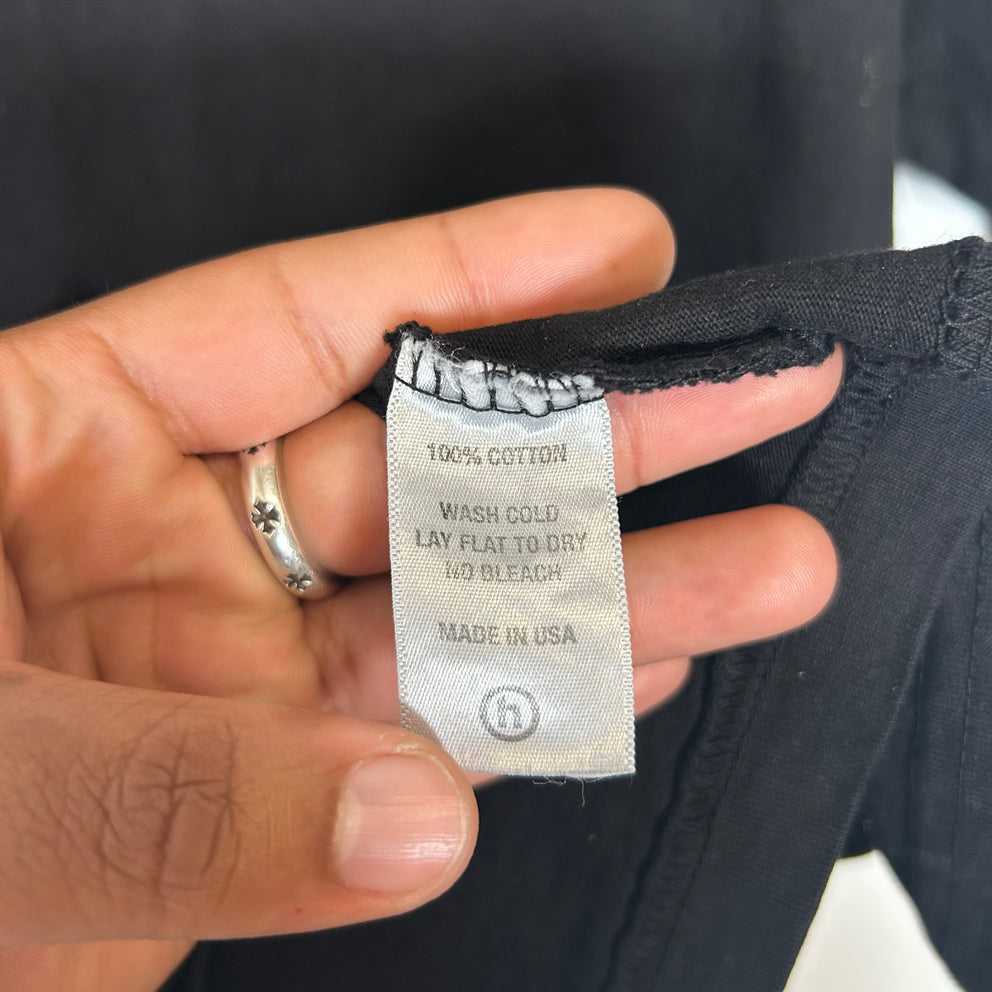 100% COTTON
WASH COLD
LAY FLAT TO DRY
NO BLEACH
MADE IN USA
h